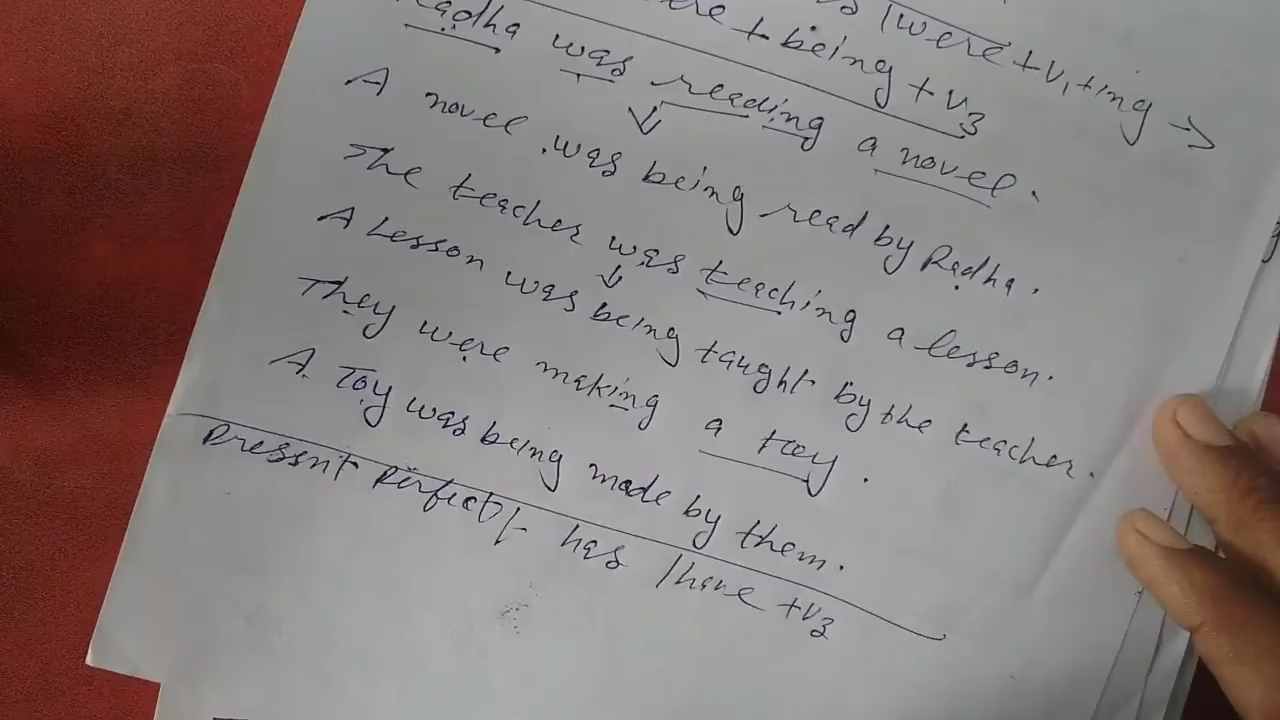 were + V1 + ing →
were + being + V3
Radha was reading a novel.
A novel was being read by Radha.
The teacher was teaching a lesson.
A Lesson was being taught by the teacher.
They were making a toy.
A Toy was being made by them.
Present Perfect:- has / have + V3